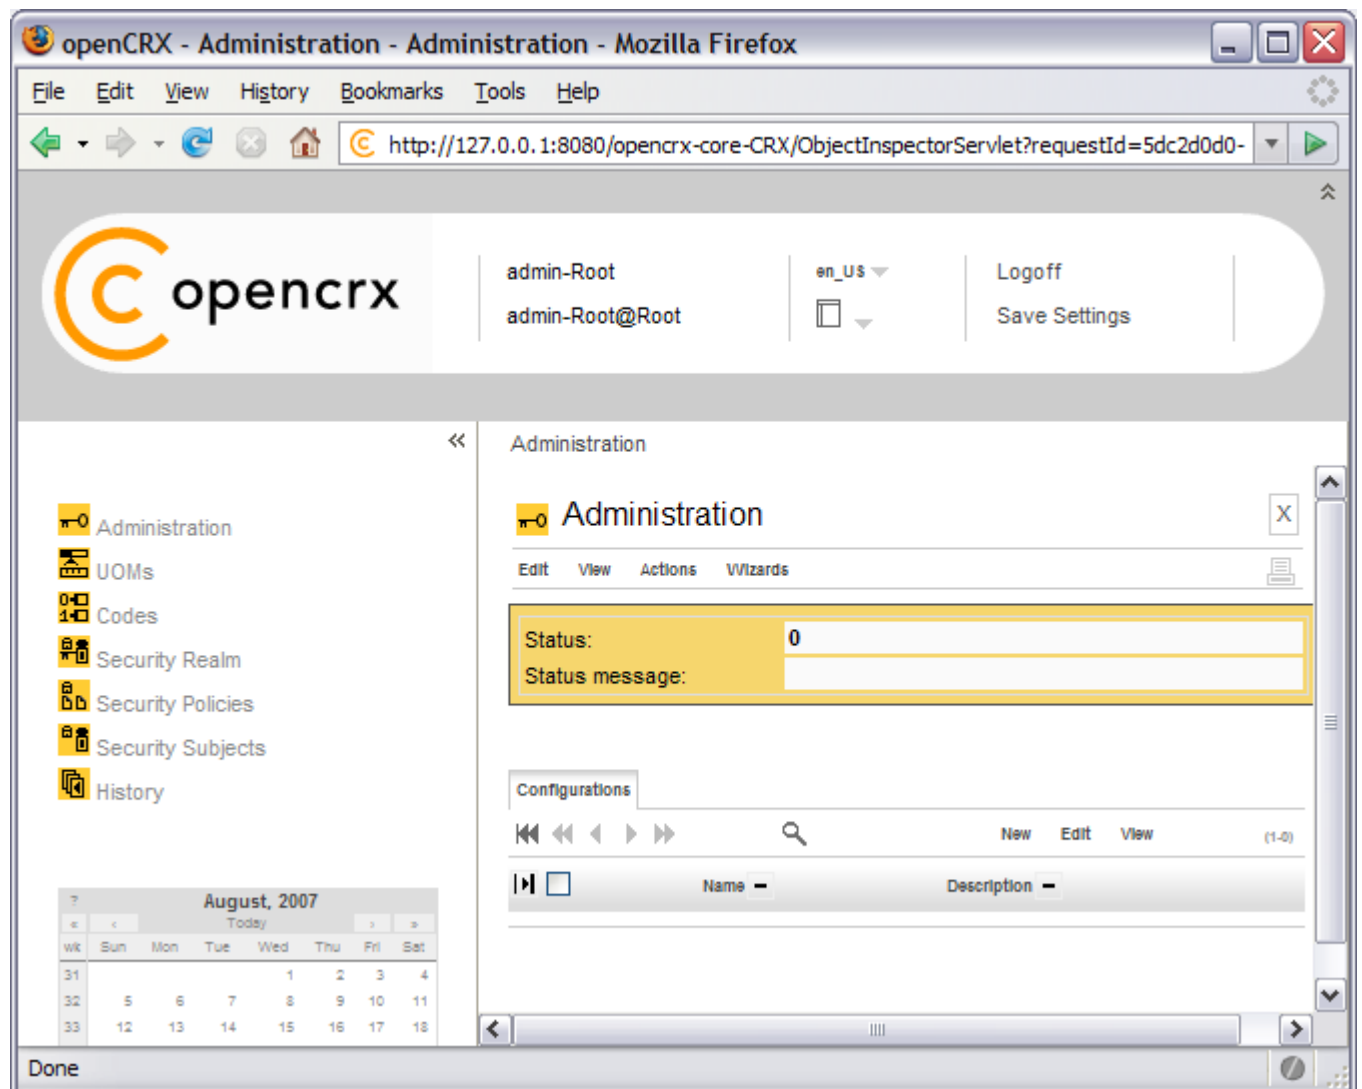 openCRX - Administration - Administration - Mozilla Firefox
File Edit View History Bookmarks Tools Help
http://127.0.0.1:8080/opencrx-core-CRX/ObjectInspectorServlet?requestId=5dc2d0d0-
opencrx
admin-Root en_US Logoff
admin-Root@Root Save Settings
Administration
Administration
Edit View Actions Wizards
Status: 0
Status message:
Administration
UOMs
Codes
Security Realm
Security Policies
Security Subjects
History
Configurations
New Edit View (1-0)
Name Description
? August, 2007
« ‹ Today › »
wk Sun Mon Tue Wed Thu Fri Sat
31 1 2 3 4
32 5 6 7 8 9 10 11
33 12 13 14 15 16 17 18
Done